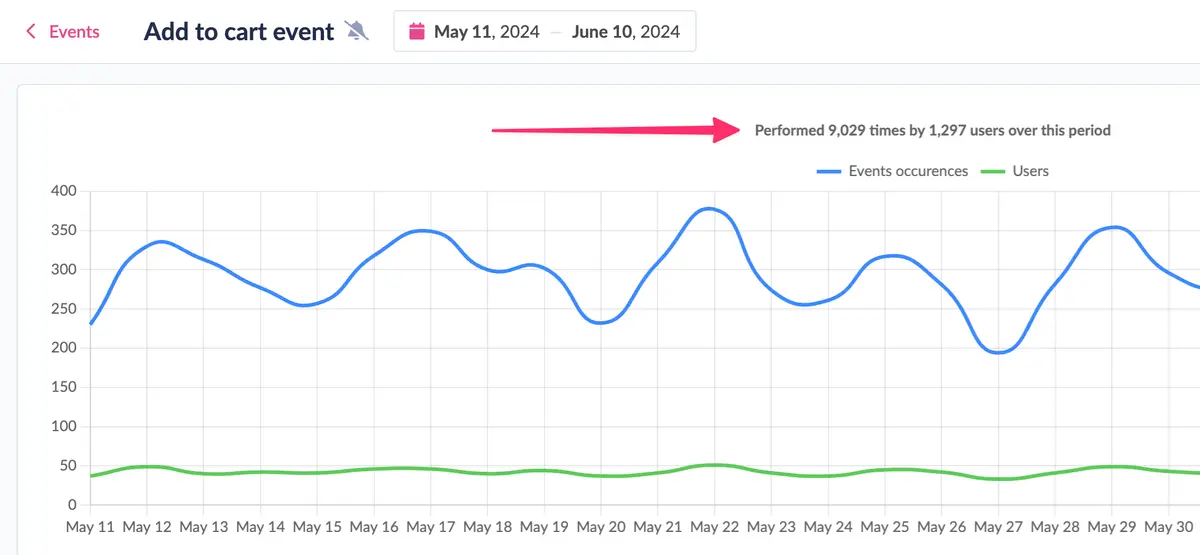 Events
Add to cart event
May 11, 2024 – June 10, 2024
Performed 9,029 times by 1,297 users over this period
Events occurences
Users
400
350
300
250
200
150
100
50
0
May 11 May 12 May 13 May 14 May 15 May 16 May 17 May 18 May 19 May 20 May 21 May 22 May 23 May 24 May 25 May 26 May 27 May 28 May 29 May 30